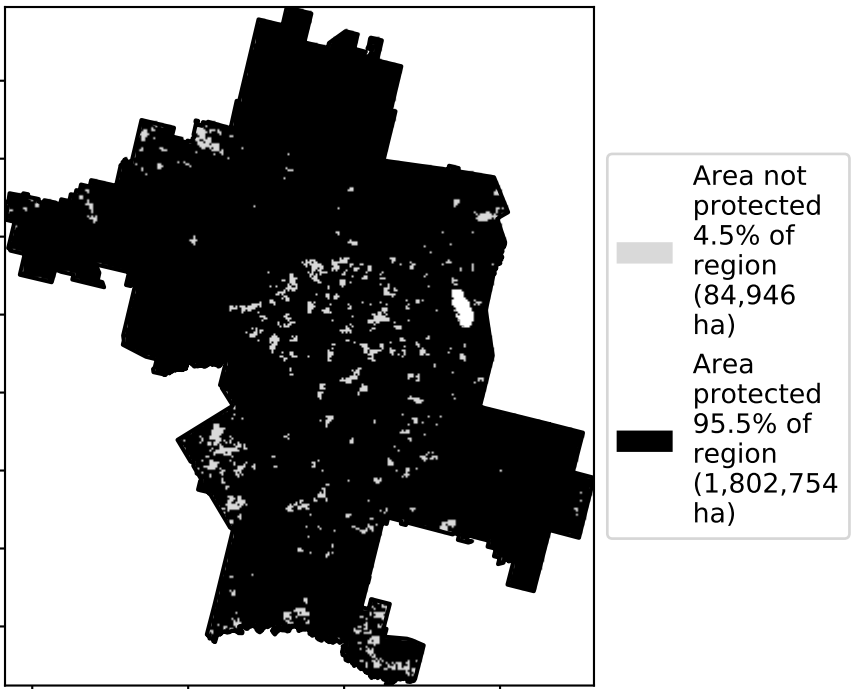 Area not
protected
4.5% of
region
(84,946
ha)
Area
protected
95.5% of
region
(1,802,754
ha)